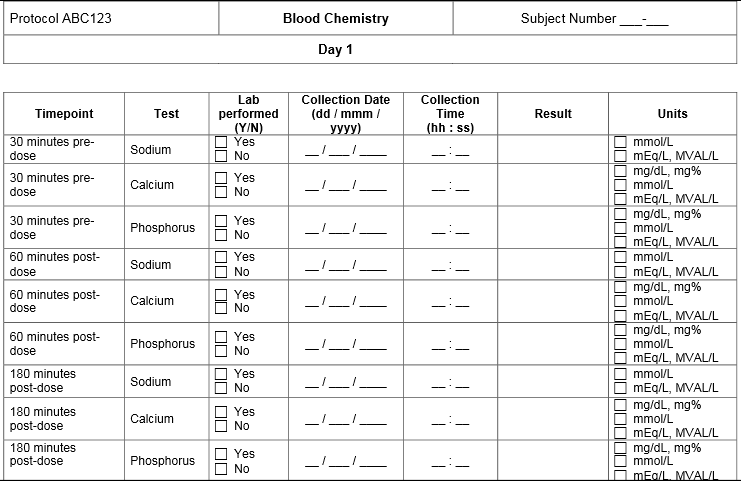 Protocol ABC123 Blood Chemistry Subject Number ___-___
Day 1
Timepoint Test Lab performed (Y/N) Collection Date (dd / mmm / yyyy) Collection Time (hh : ss) Result Units
30 minutes pre-dose Sodium ☐ Yes ☐ No __ / ___ / ____ __ : __ ☐ mmol/L ☐ mEq/L, MVAL/L
30 minutes pre-dose Calcium ☐ Yes ☐ No __ / ___ / ____ __ : __ ☐ mg/dL, mg% ☐ mmol/L ☐ mEq/L, MVAL/L
30 minutes pre-dose Phosphorus ☐ Yes ☐ No __ / ___ / ____ __ : __ ☐ mg/dL, mg% ☐ mmol/L ☐ mEq/L, MVAL/L
60 minutes post-dose Sodium ☐ Yes ☐ No __ / ___ / ____ __ : __ ☐ mmol/L ☐ mEq/L, MVAL/L
60 minutes post-dose Calcium ☐ Yes ☐ No __ / ___ / ____ __ : __ ☐ mg/dL, mg% ☐ mmol/L ☐ mEq/L, MVAL/L
60 minutes post-dose Phosphorus ☐ Yes ☐ No __ / ___ / ____ __ : __ ☐ mg/dL, mg% ☐ mmol/L ☐ mEq/L, MVAL/L
180 minutes post-dose Sodium ☐ Yes ☐ No __ / ___ / ____ __ : __ ☐ mmol/L ☐ mEq/L, MVAL/L
180 minutes post-dose Calcium ☐ Yes ☐ No __ / ___ / ____ __ : __ ☐ mg/dL, mg% ☐ mmol/L ☐ mEq/L, MVAL/L
180 minutes post-dose Phosphorus ☐ Yes ☐ No __ / ___ / ____ __ : __ ☐ mg/dL, mg% ☐ mmol/L ☐ mEq/L, MVAL/L